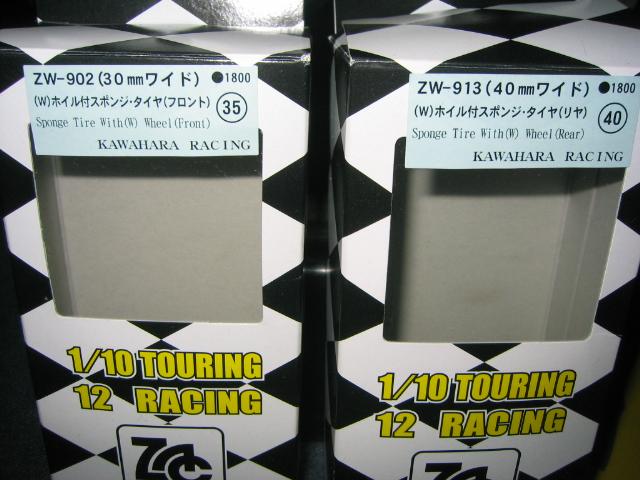 ZW-902(30mmワイド) ●1800
(W)ホイル付スポンジ・タイヤ(フロント) 35
Sponge Tire With(W) Wheel(Front)
KAWAHARA RACING
1/10 TOURING
12 RACING
ZW-913(40mmワイド) ●1800
(W)ホイル付スポンジ・タイヤ(リヤ) 40
Sponge Tire With(W) Wheel(Rear)
KAWAHARA RACING
1/10 TOURING
12 RACING